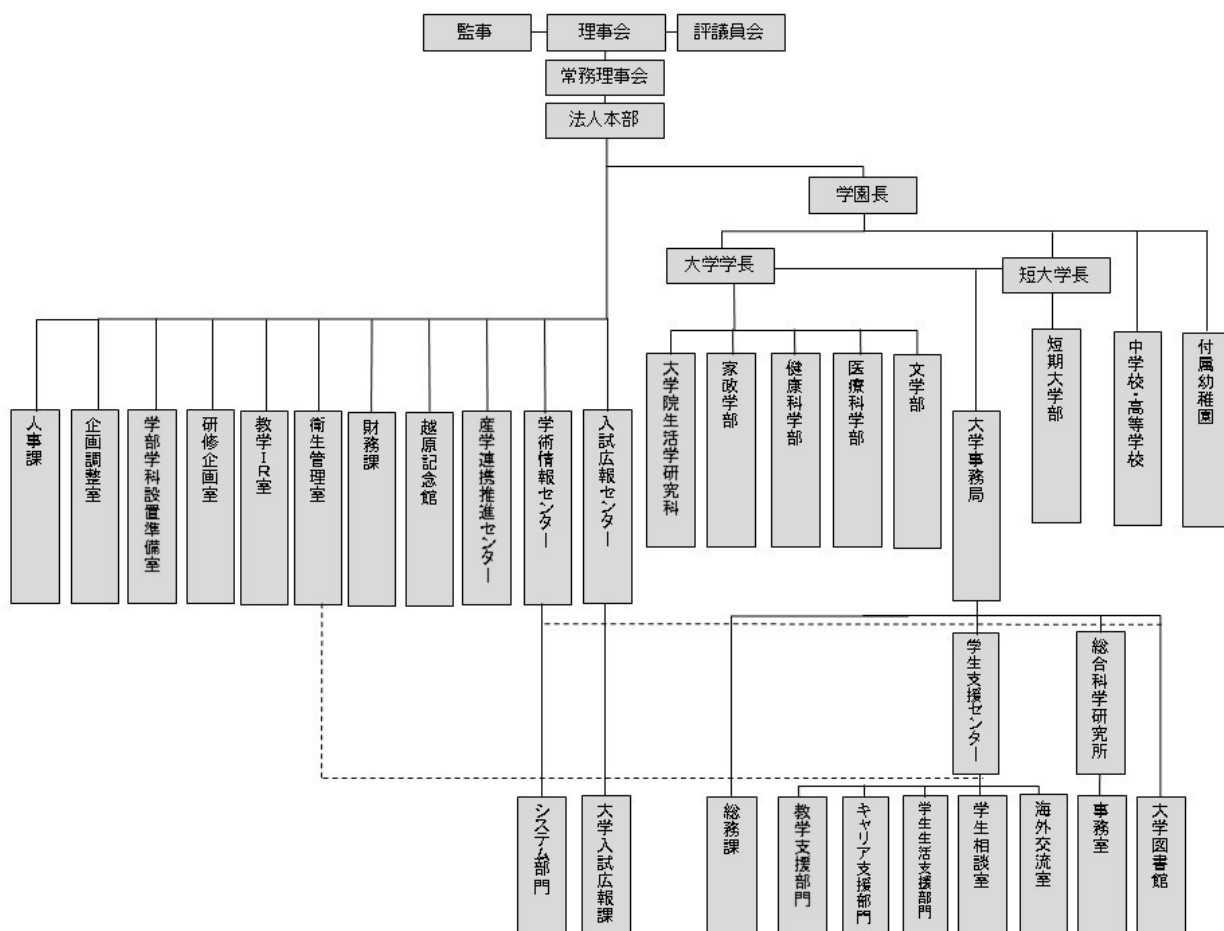 監事
理事会
評議員会
常務理事会
法人本部
学園長
大学学長
短大学長
人事課
企画調整室
学部学科設置準備室
研修企画室
教学IR室
衛生管理室
財務課
越原記念館
産学連携推進センター
学術情報センター
入試広報センター
大学院生活学研究科
家政学部
健康科学部
医療科学部
文学部
大学事務局
短期大学部
中学校・高等学校
付属幼稚園
学生支援センター
総合科学研究所
システム部門
大学入試広報課
総務課
教学支援部門
キャリア支援部門
学生生活支援部門
学生相談室
海外交流室
事務室
大学図書館